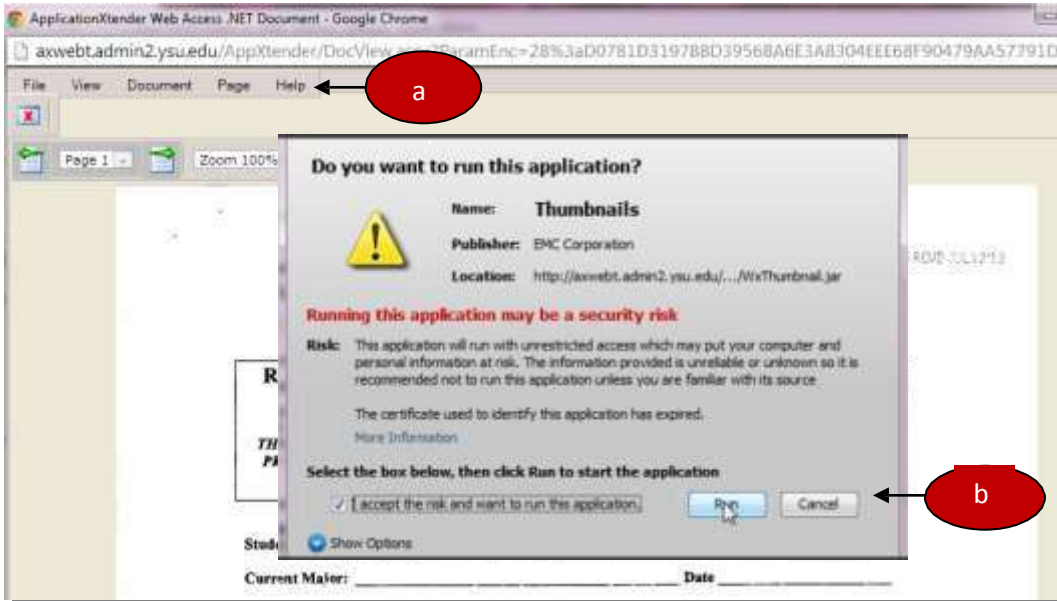 ApplicationXtender Web Access .NET Document - Google Chrome
axwebt.admin2.ysu.edu/AppXtender/DocView
File View Document Page Help
a
Page 1 Zoom 100%
Do you want to run this application?
Name: Thumbnails
Publisher: EMC Corporation
Location: http://axwebt.admin2.ysu.edu/.../WxThumbnail.jar
Running this application may be a security risk
Risk: This application will run with unrestricted access which may put your computer and
personal information at risk. The information provided is unreliable or unknown so it is
recommended not to run this application unless you are familiar with its source
The certificate used to identify this application has expired.
More Information
Select the box below, then click Run to start the application
I accept the risk and want to run this application. Run Cancel
b
Show Options
Current Major: Date